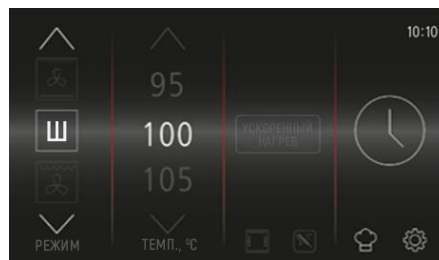 10:10
95
Ш
100
105
УСКОРЕННЫЙ
НАГРЕВ
РЕЖИМ
ТЕМП., °C